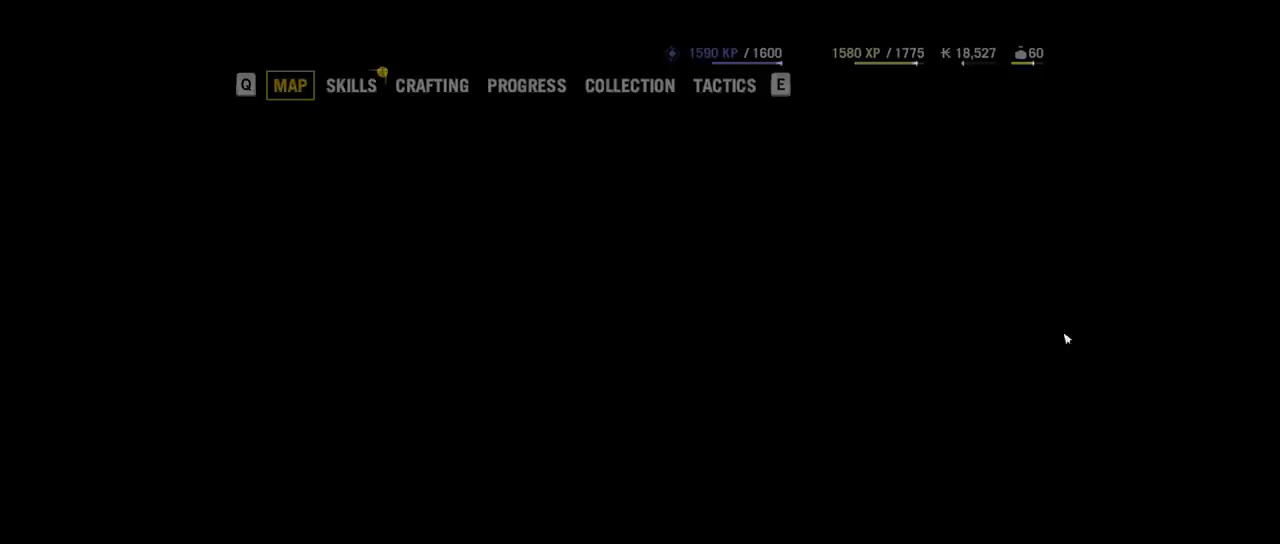 1590 KP / 1600 1580 XP / 1775 K 18,527 60
Q MAP SKILLS CRAFTING PROGRESS COLLECTION TACTICS E